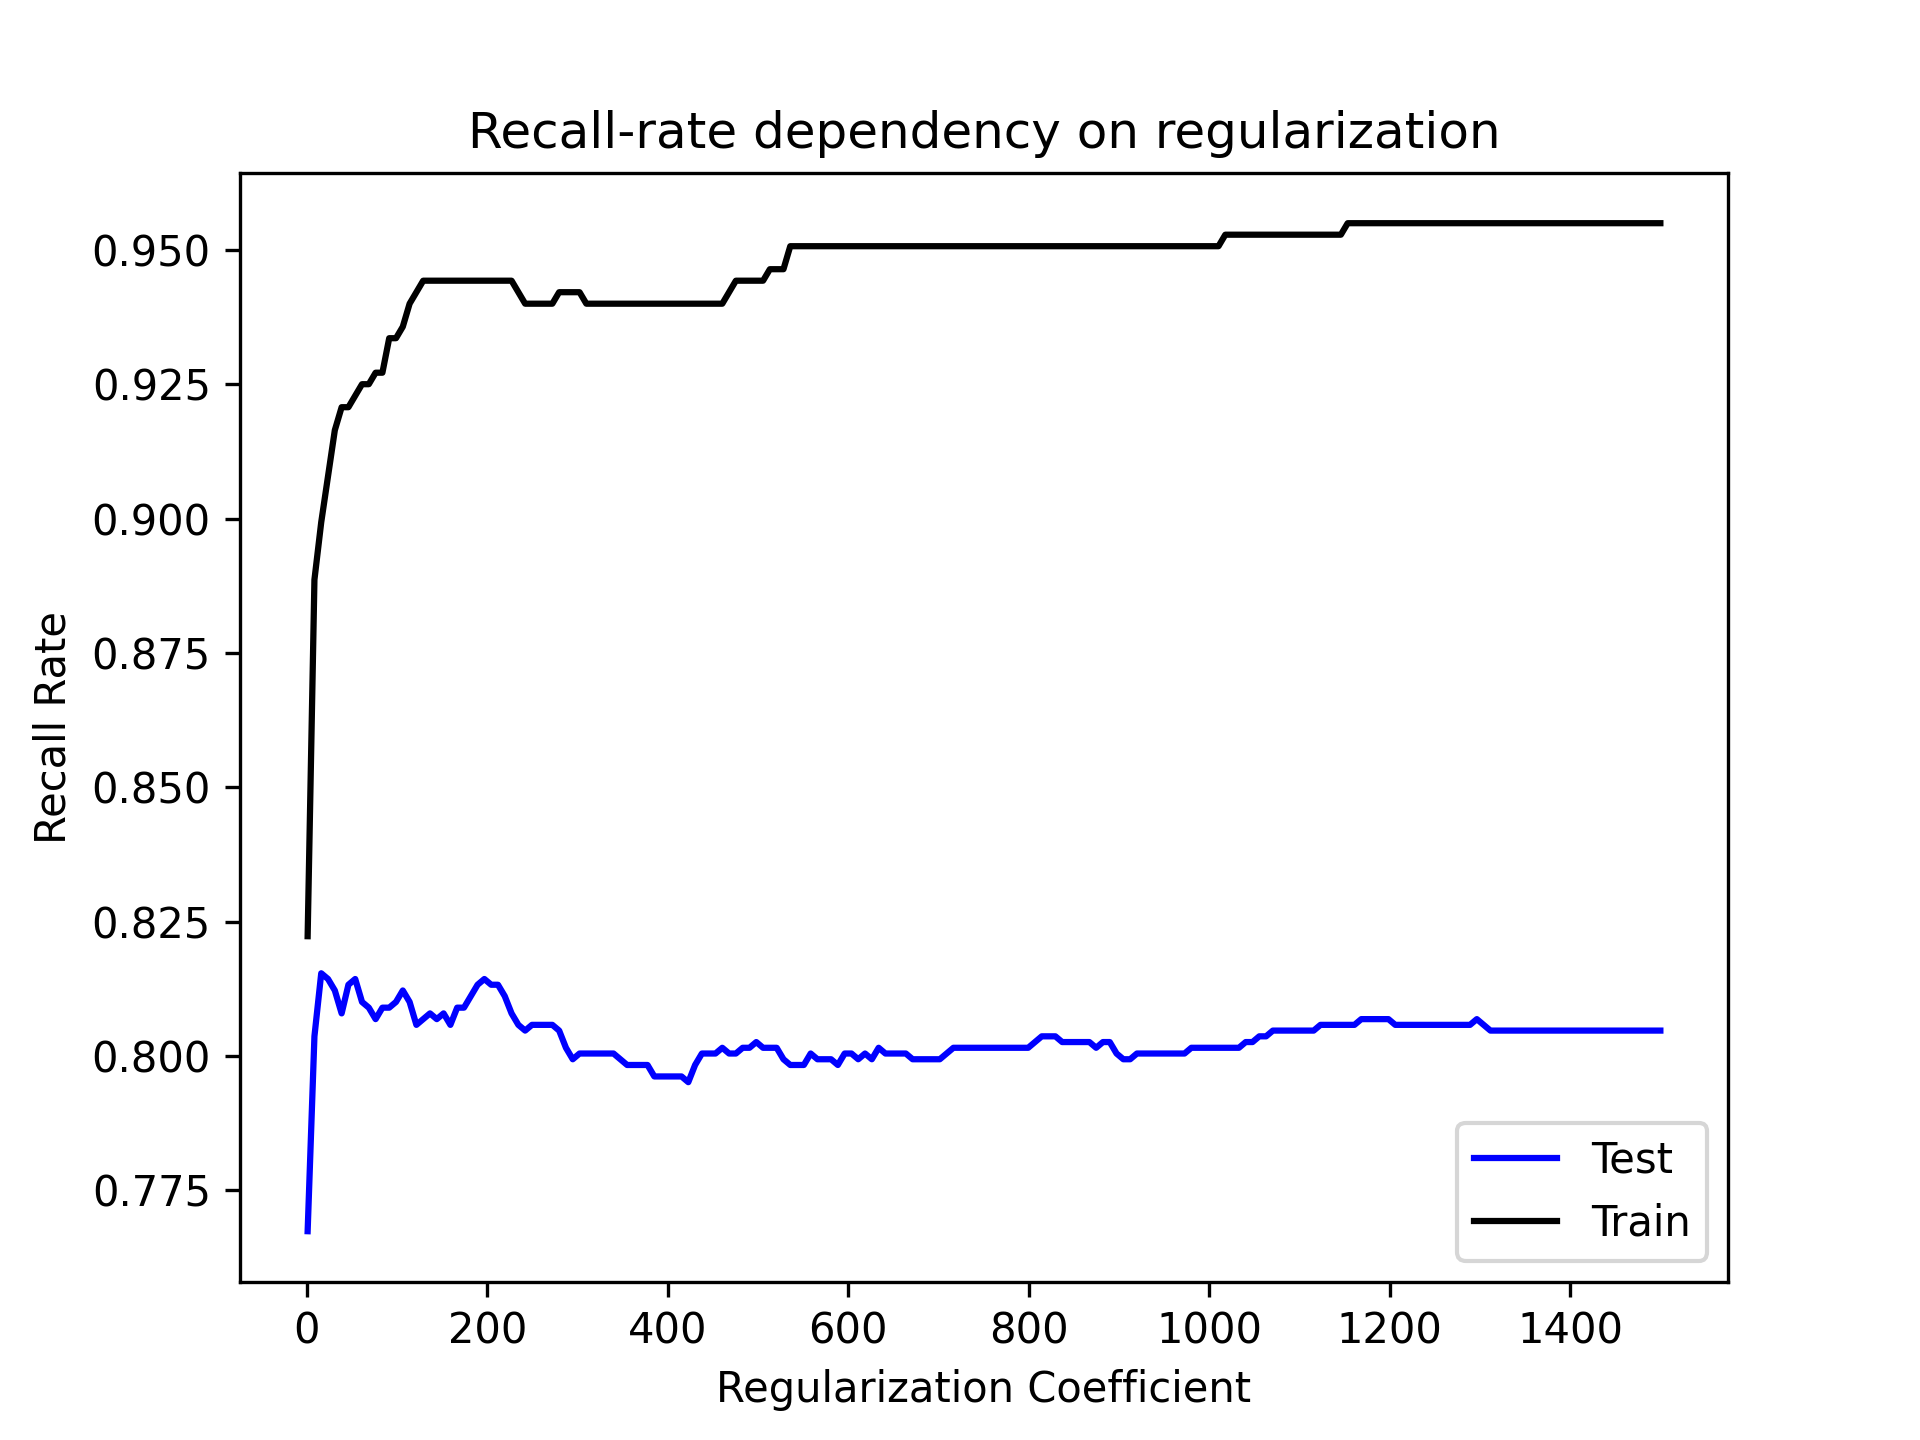 Recall-rate dependency on regularization
Recall Rate
0.950
0.925
0.900
0.875
0.850
0.825
0.800
0.775
0 200 400 600 800 1000 1200 1400
Regularization Coefficient
Test
Train